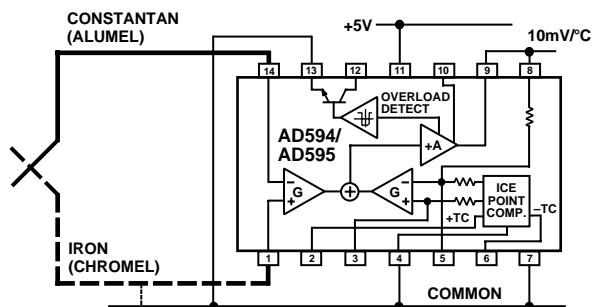 CONSTANTAN
(ALUMEL)
+5V
10mV/°C
14 13 12 11 10 9 8
OVERLOAD
DETECT
AD594/
AD595
+A
– –
G G
+ +
ICE
POINT
COMP.
+TC –TC
IRON
(CHROMEL)
1 2 3 4 5 6 7
COMMON